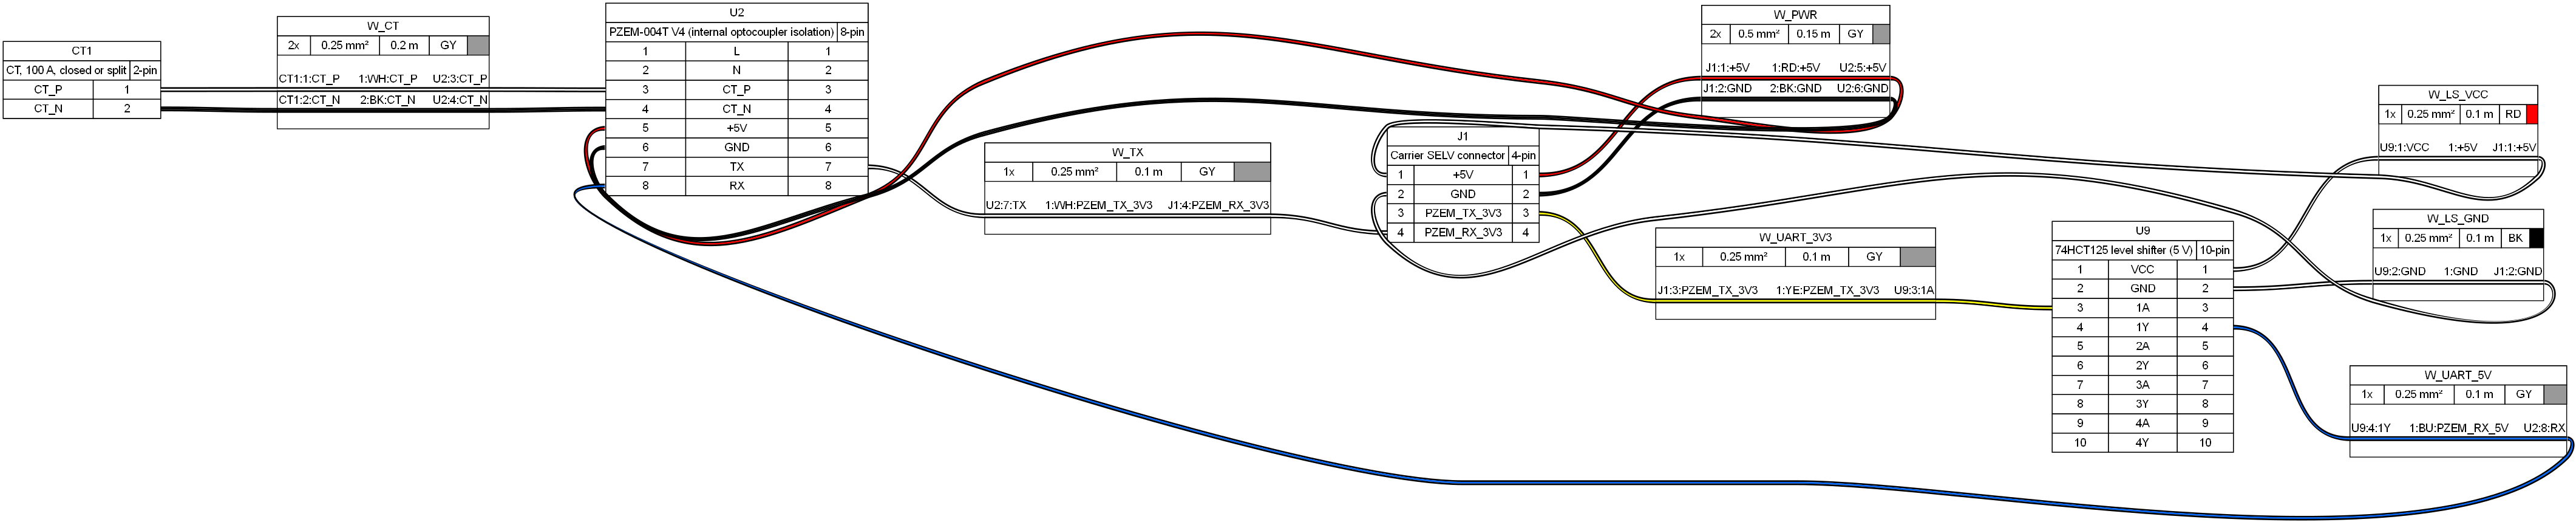 CT1
CT, 100 A, closed or split 2-pin
CT_P 1
CT_N 2
W_CT
2x 0.25 mm² 0.2 m GY
CT1:1:CT_P 1:WH:CT_P U2:3:CT_P
CT1:2:CT_N 2:BK:CT_N U2:4:CT_N
U2
PZEM-004T V4 (internal optocoupler isolation) 8-pin
1 L 1
2 N 2
3 CT_P 3
4 CT_N 4
5 +5V 5
6 GND 6
7 TX 7
8 RX 8
W_TX
1x 0.25 mm² 0.1 m GY
U2:7:TX 1:WH:PZEM_TX_3V3 J1:4:PZEM_RX_3V3
J1
Carrier SELV connector 4-pin
1 +5V 1
2 GND 2
3 PZEM_TX_3V3 3
4 PZEM_RX_3V3 4
W_PWR
2x 0.5 mm² 0.15 m GY
J1:1:+5V 1:RD:+5V U2:5:+5V
J1:2:GND 2:BK:GND U2:6:GND
W_UART_3V3
1x 0.25 mm² 0.1 m GY
J1:3:PZEM_TX_3V3 1:YE:PZEM_TX_3V3 U9:3:1A
U9
74HCT125 level shifter (5 V) 10-pin
1 VCC 1
2 GND 2
3 1A 3
4 1Y 4
5 2A 5
6 2Y 6
7 3A 7
8 3Y 8
9 4A 9
10 4Y 10
W_LS_VCC
1x 0.25 mm² 0.1 m RD
U9:1:VCC 1:+5V J1:1:+5V
W_LS_GND
1x 0.25 mm² 0.1 m BK
U9:2:GND 1:GND J1:2:GND
W_UART_5V
1x 0.25 mm² 0.1 m GY
U9:4:1Y 1:BU:PZEM_RX_5V U2:8:RX